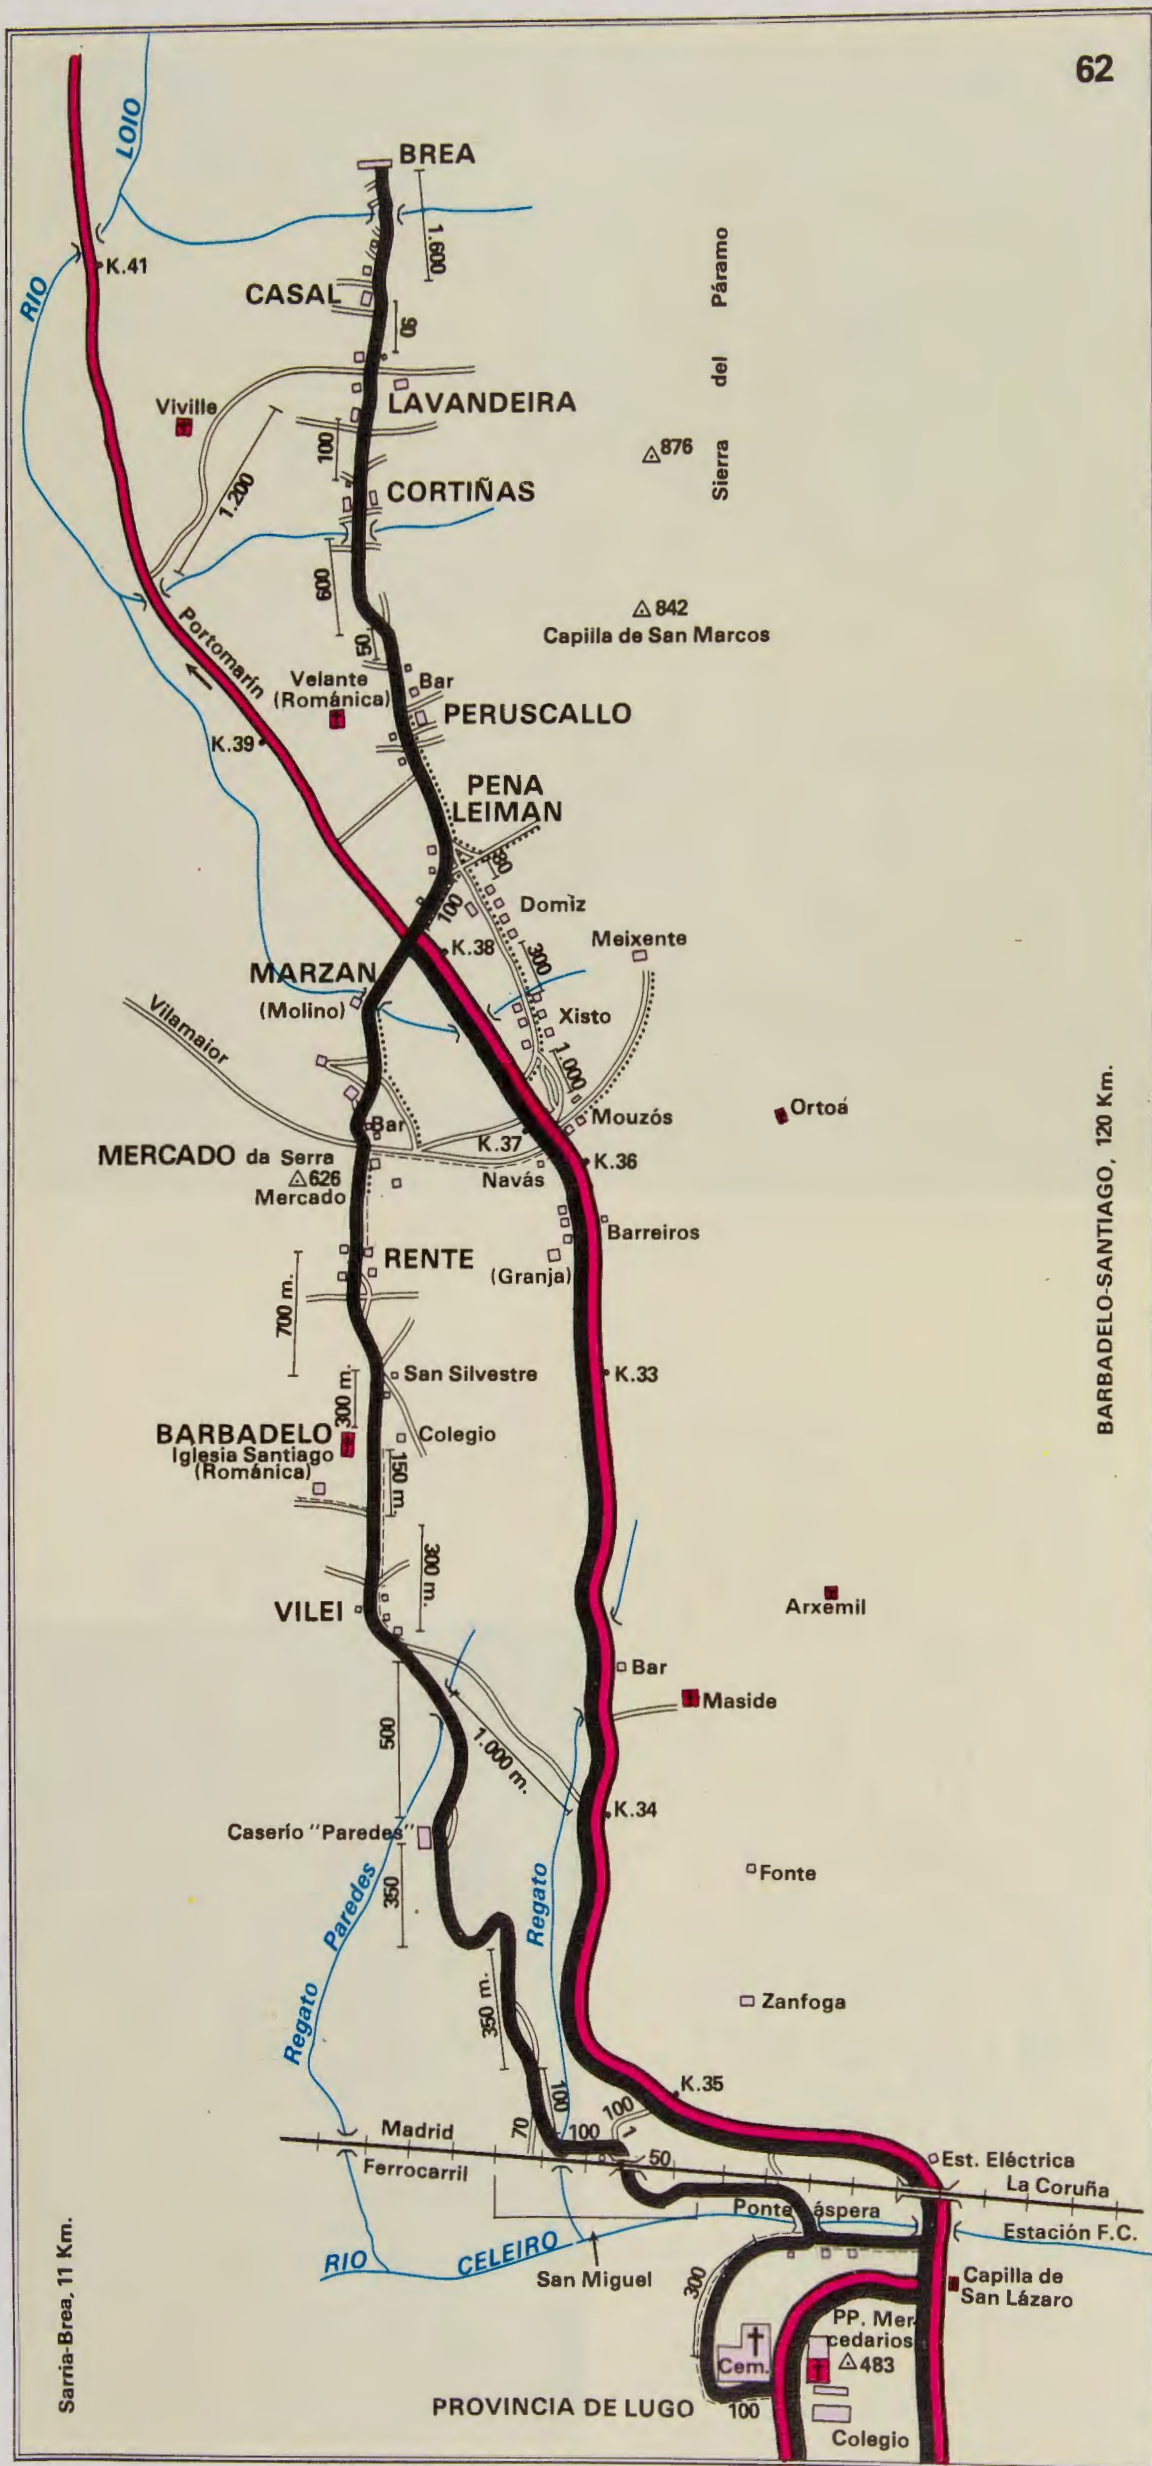 62
LOIO
BREA
1.600
RIO
K.41
CASAL
90
Sierra del Páramo
Viville
LAVANDEIRA
100
876
1.200
CORTIÑAS
600
842
Capilla de San Marcos
Portomarín
50
Velante
(Románica)
Bar
PERUSCALLO
K.39
PENA
LEIMAN
80
100
Domiz
K.38
300
Meixente
MARZAN
(Molino)
Vilamaior
Xisto
1.000
Bar
Mouzós
Ortoá
K.37
MERCADO da Serra
K.36
626
Mercado
Navás
Barreiros
RENTE
(Granja)
700 m.
BARBADELO-SANTIAGO, 120 Km.
San Silvestre
K.33
300 m.
BARBADELO
Iglesia Santiago
(Románica)
Colegio
150 m.
300 m.
VILEI
Arxemil
Bar
Maside
500
1.000 m.
K.34
Caserío "Paredes"
Fonte
350
Regato Paredes
Regato
Zanfoga
350 m.
K.35
100
100
70
100
1
50
Madrid
Ferrocarril
Est. Eléctrica
La Coruña
Ponte áspera
Estación F.C.
RIO CELEIRO
San Miguel
300
Capilla de
San Lázaro
PP. Mer-
cedarios
483
Cem.
Sarria-Brea, 11 Km.
PROVINCIA DE LUGO
100
Colegio